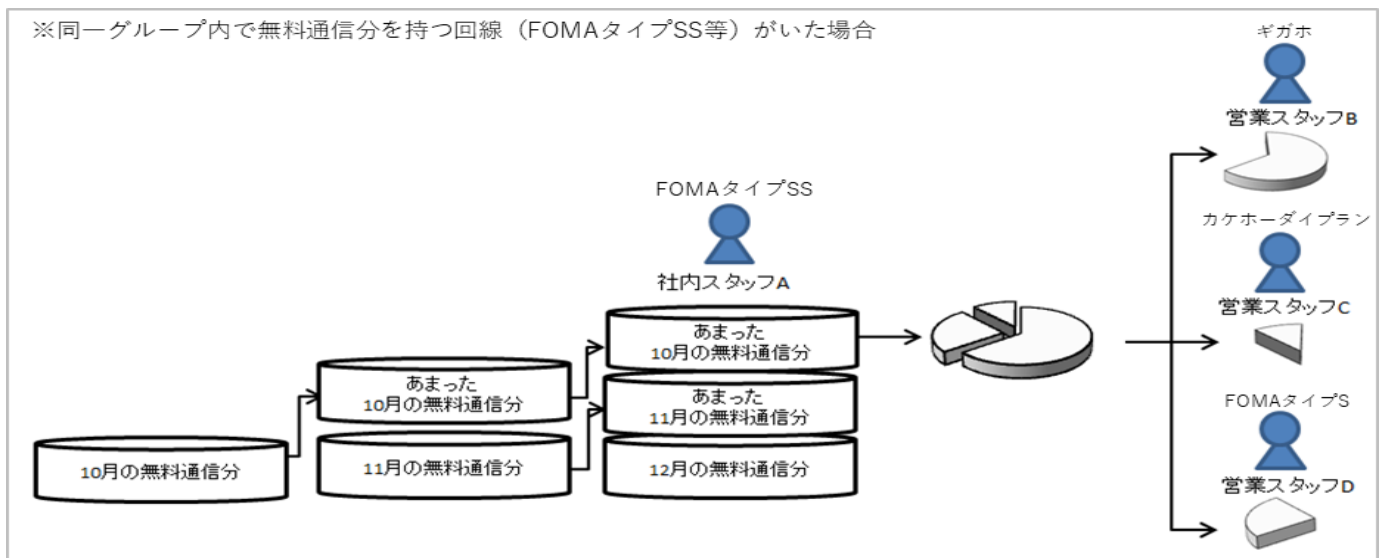 ※同一グループ内で無料通信分を持つ回線（FOMAタイプSS等）がいた場合
FOMAタイプSS
社内スタッフA
10月の無料通信分
あまった
10月の無料通信分
11月の無料通信分
あまった
10月の無料通信分
あまった
11月の無料通信分
12月の無料通信分
ギガホ
営業スタッフB
カケホーダイプラン
営業スタッフC
FOMAタイプS
営業スタッフD